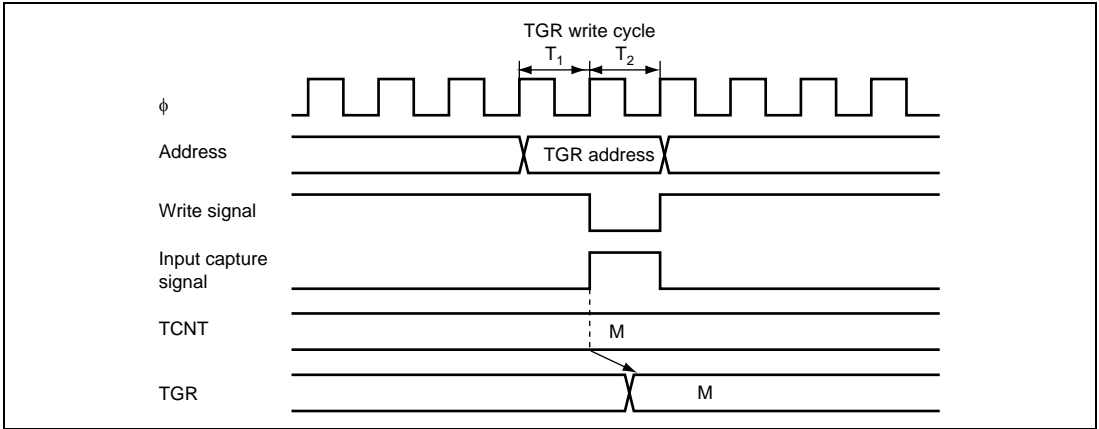 TGR write cycle
T1 T2
φ
Address
TGR address
Write signal
Input capture
signal
TCNT
M
TGR
M